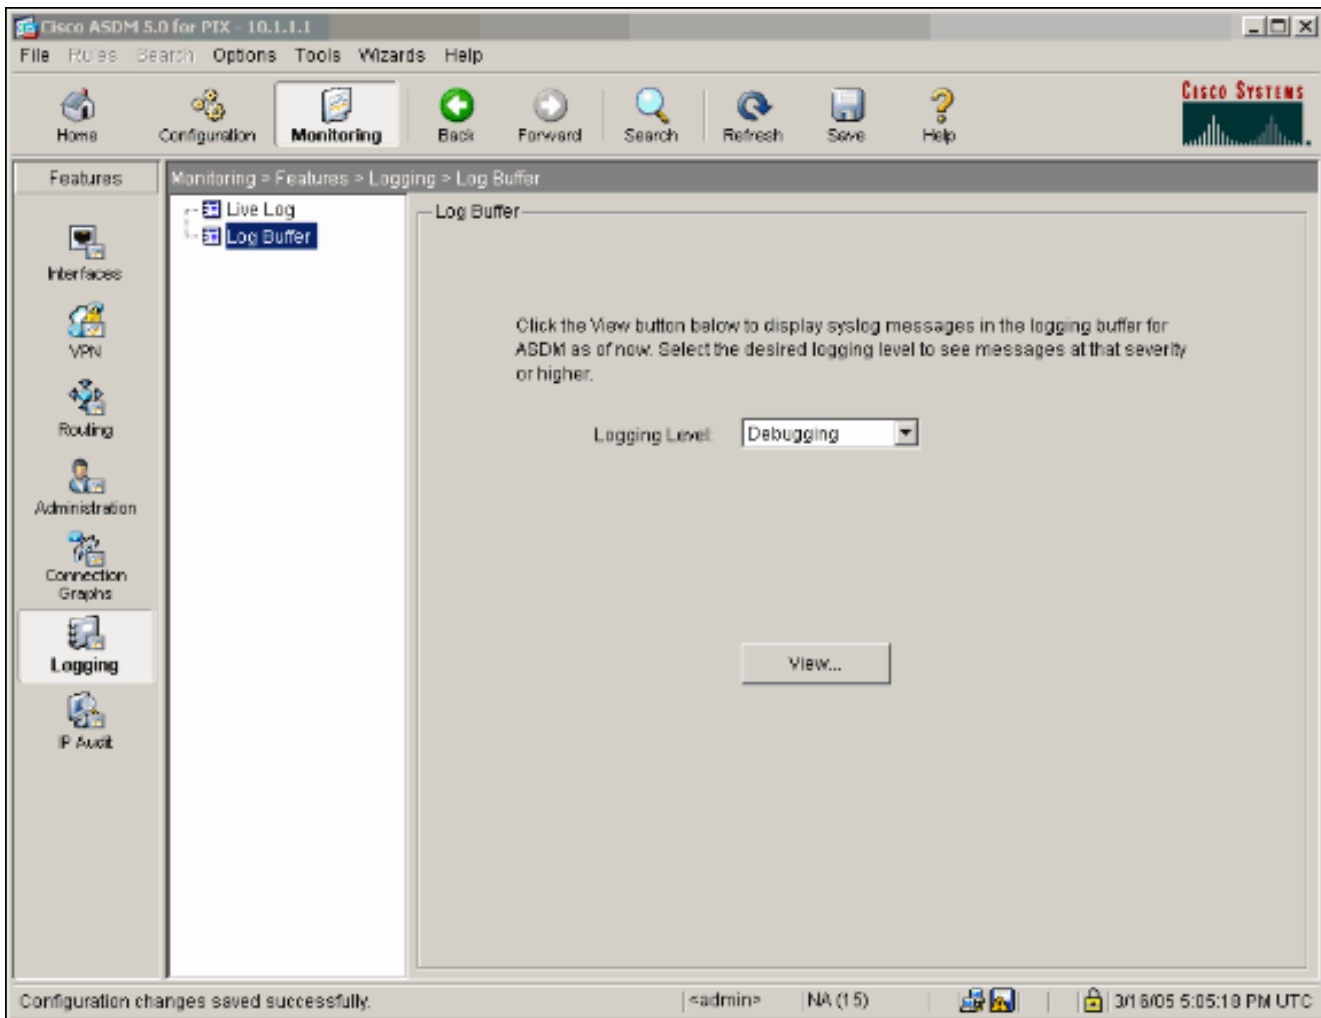 Cisco ASDM 5.0 for PIX - 10.1.1.1
File Rules Search Options Tools Wizards Help
Home Configuration Monitoring Back Forward Search Refresh Save Help
CISCO SYSTEMS
Features
Monitoring > Features > Logging > Log Buffer
Live Log
Log Buffer
Interfaces
VPN
Routing
Administration
Connection
Graphs
Logging
IP Audit
Log Buffer
Click the View button below to display syslog messages in the logging buffer for
ASDM as of now. Select the desired logging level to see messages at that severity
or higher.
Logging Level: Debugging
View...
Configuration changes saved successfully. <admin> NA (15) 3/16/05 5:05:18 PM UTC